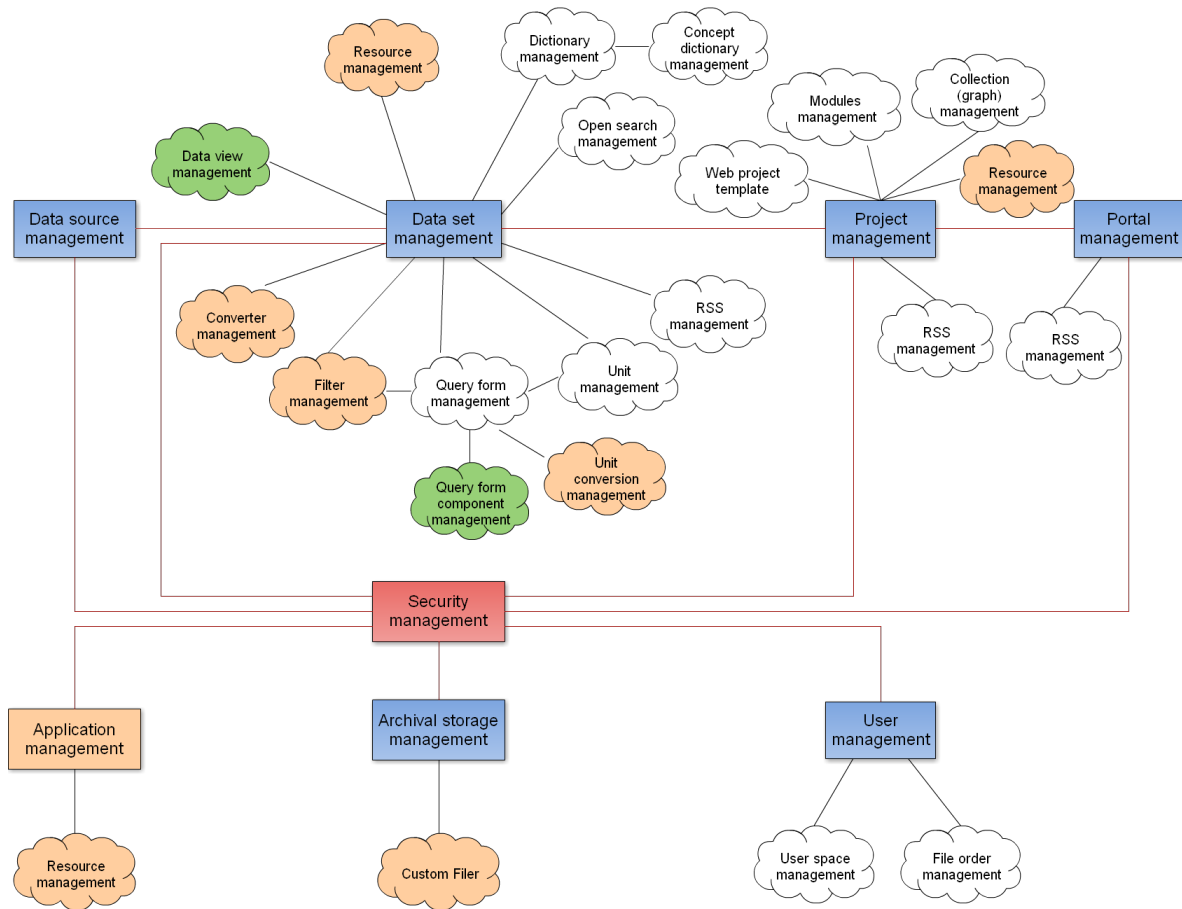 Resource
management
Dictionary
management
Concept
dictionary
management
Modules
management
Collection
(graph)
management
Data view
management
Open search
management
Web project
template
Resource
management
Data source
management
Data set
management
Project
management
Portal
management
Converter
management
RSS
management
RSS
management
RSS
management
Filter
management
Query form
management
Unit
management
Query form
component
management
Unit
conversion
management
Security
management
Application
management
Archival storage
management
User
management
Resource
management
Custom Filer
User space
management
File order
management